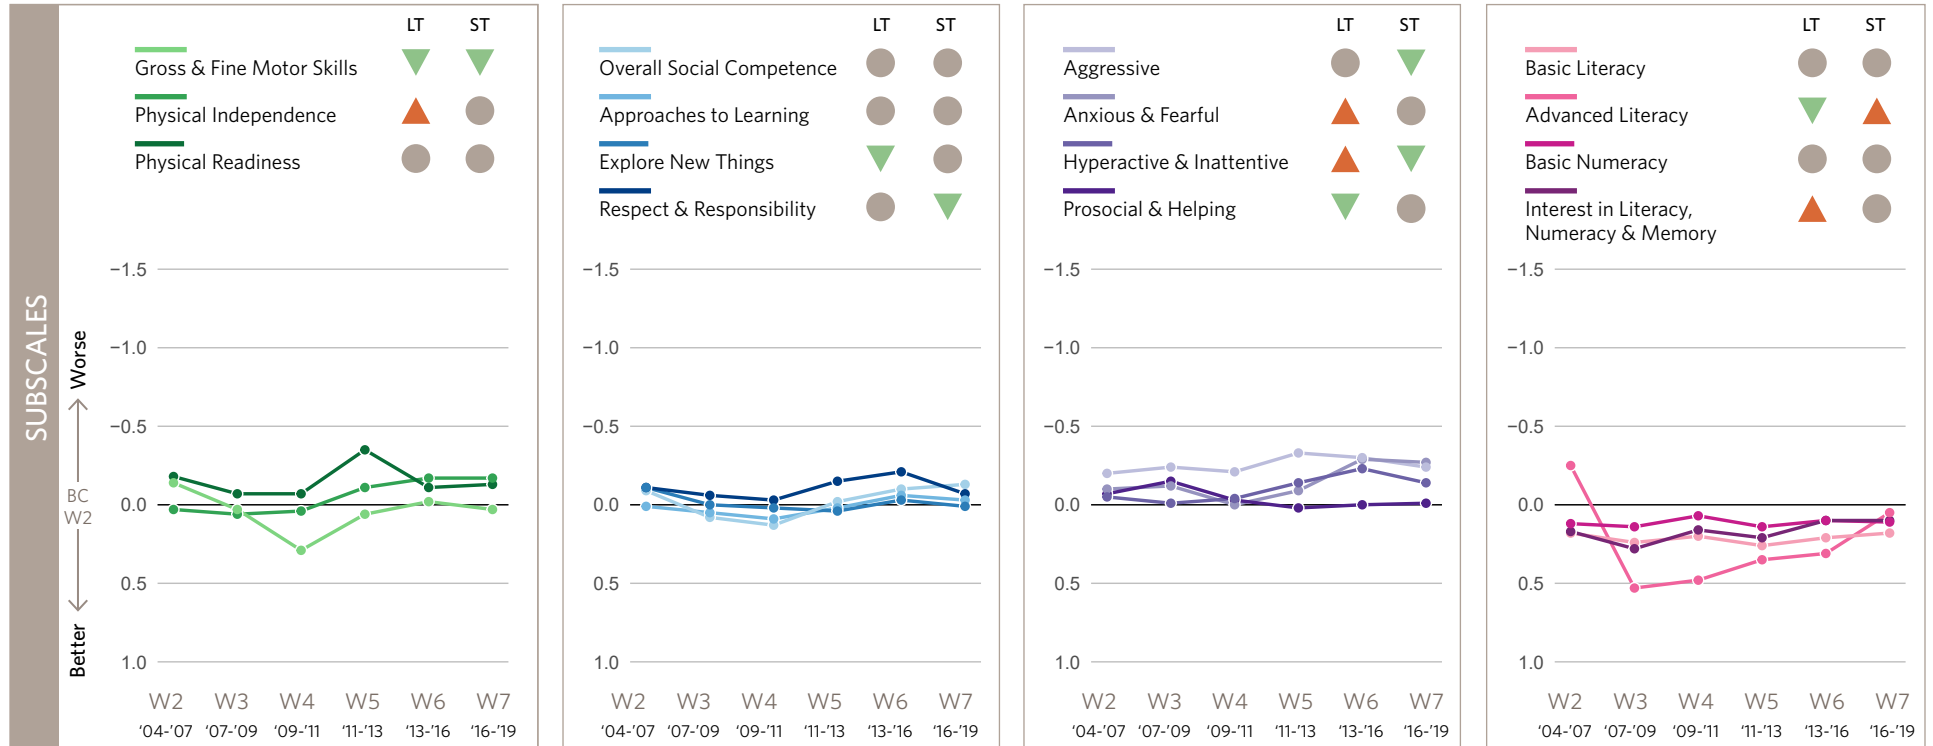 SUBSCALES
Worse
BC
W2
Better
LT ST
Gross & Fine Motor Skills
Physical Independence
Physical Readiness
−1.5
−1.0
−0.5
0.0
0.5
1.0
W2 W3 W4 W5 W6 W7
‘04-’07 ‘07-’09 ‘09-’11 ‘11-’13 ‘13-’16 ‘16-’19
LT ST
Overall Social Competence
Approaches to Learning
Explore New Things
Respect & Responsibility
−1.5
−1.0
−0.5
0.0
0.5
1.0
W2 W3 W4 W5 W6 W7
‘04-’07 ‘07-’09 ‘09-’11 ‘11-’13 ‘13-’16 ‘16-’19
LT ST
Aggressive
Anxious & Fearful
Hyperactive & Inattentive
Prosocial & Helping
−1.5
−1.0
−0.5
0.0
0.5
1.0
W2 W3 W4 W5 W6 W7
‘04-’07 ‘07-’09 ‘09-’11 ‘11-’13 ‘13-’16 ‘16-’19
LT ST
Basic Literacy
Advanced Literacy
Basic Numeracy
Interest in Literacy,
Numeracy & Memory
−1.5
−1.0
−0.5
0.0
0.5
1.0
W2 W3 W4 W5 W6 W7
‘04-’07 ‘07-’09 ‘09-’11 ‘11-’13 ‘13-’16 ‘16-’19